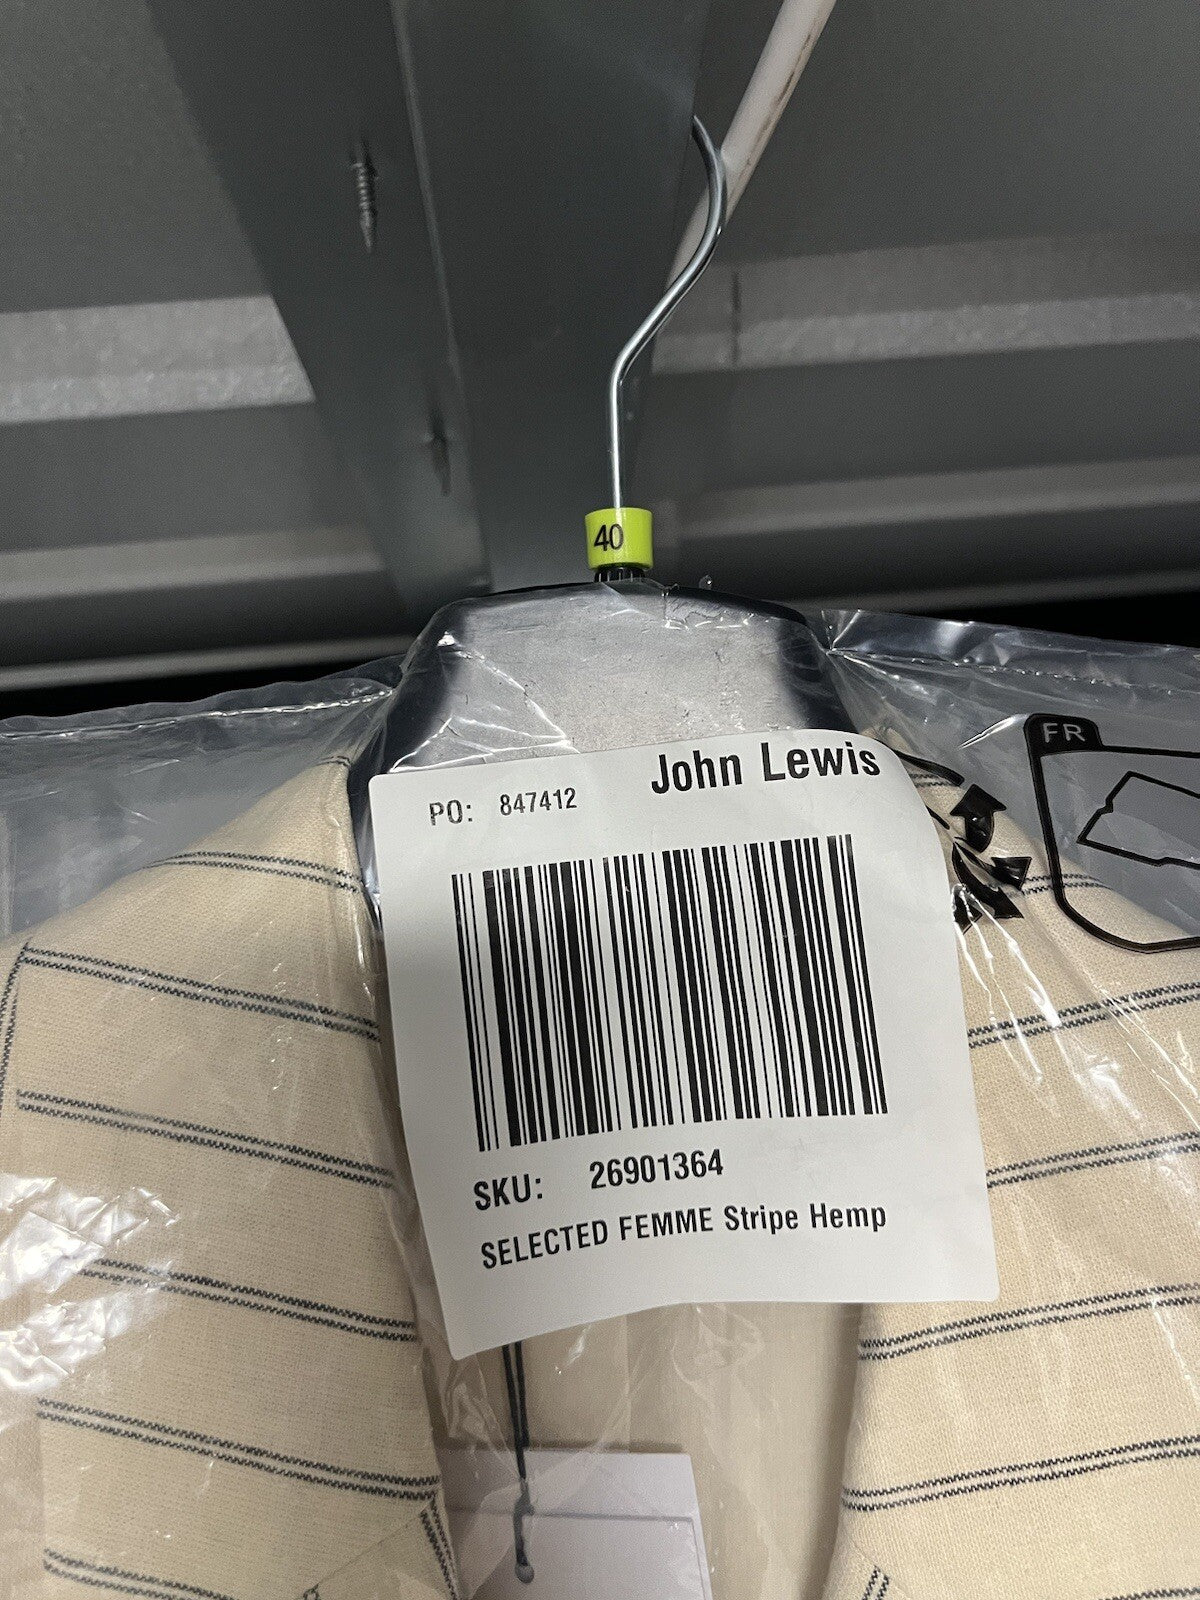 40
FR
John Lewis
PO: 847412
SKU: 26901364
SELECTED FEMME Stripe Hemp